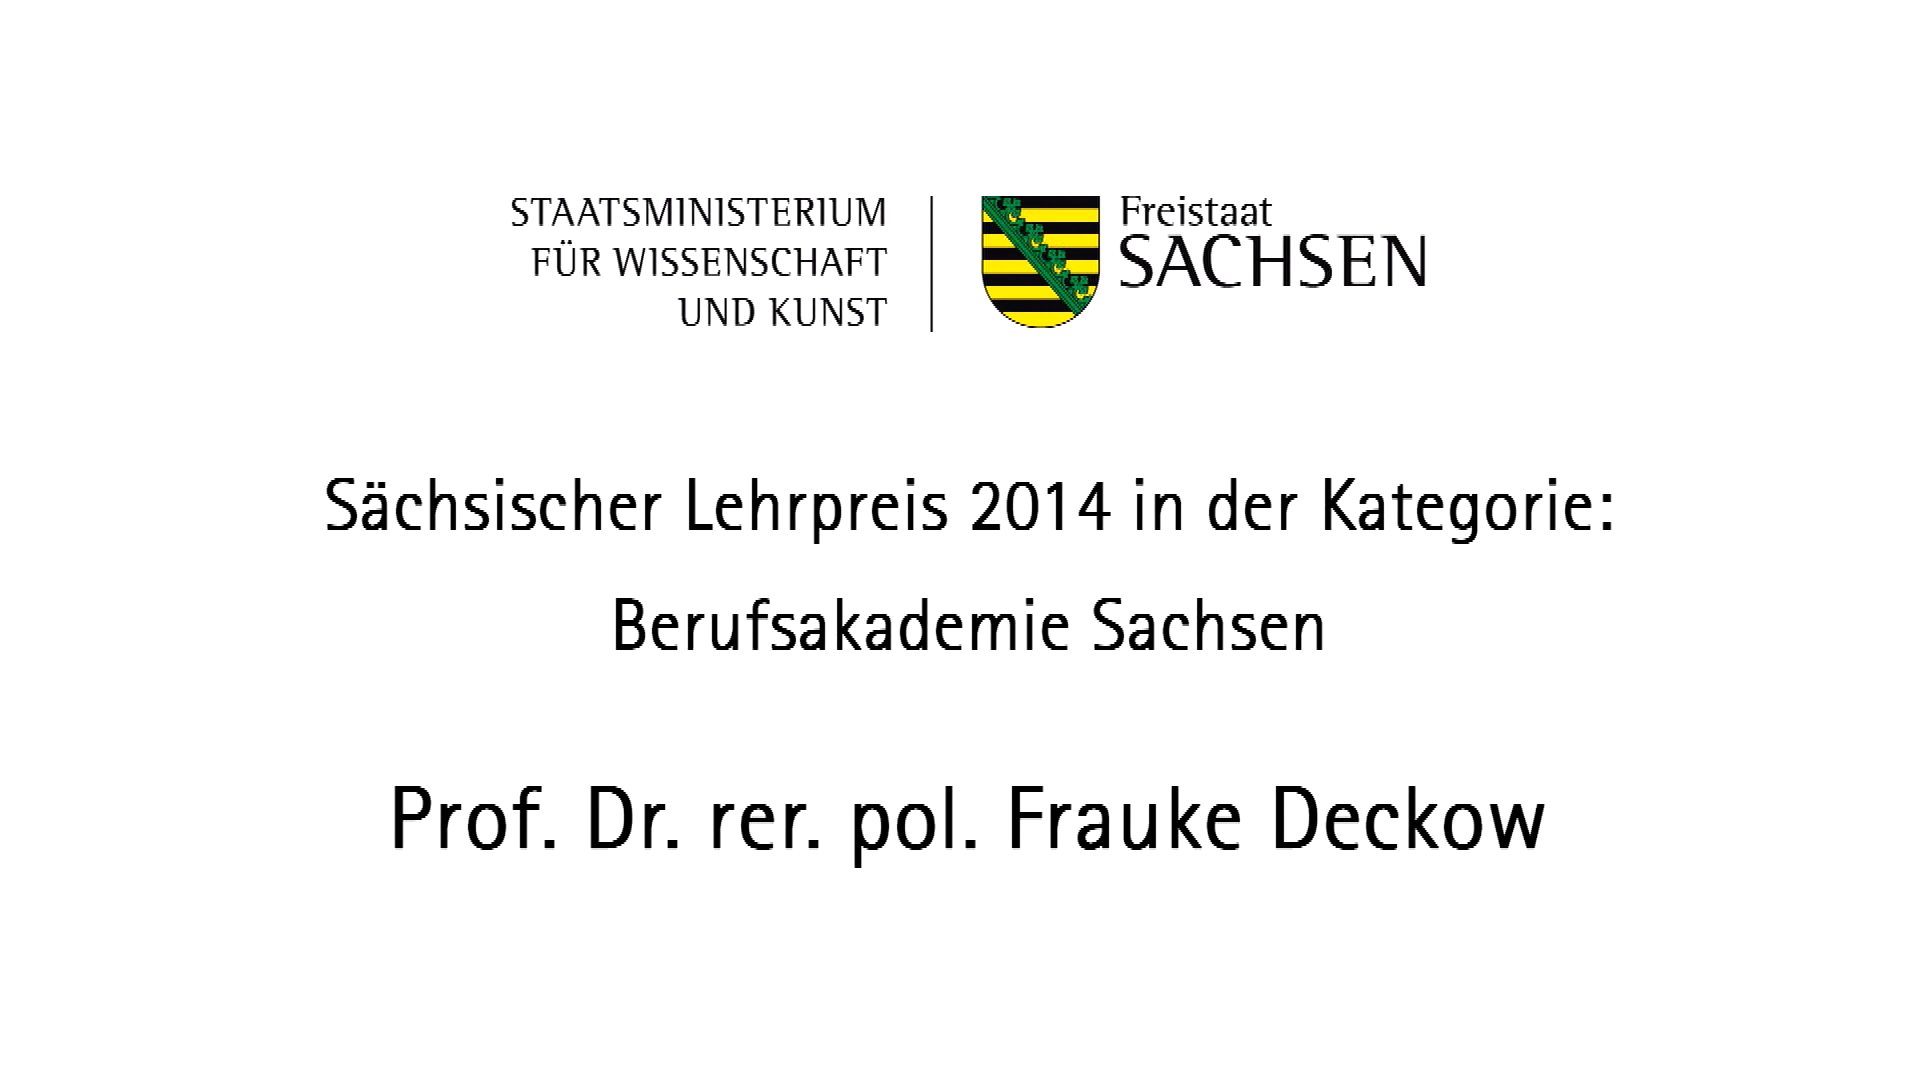 STAATSMINISTERIUM
FÜR WISSENSCHAFT
UND KUNST
Freistaat
SACHSEN
Sächsischer Lehrpreis 2014 in der Kategorie:
Berufsakademie Sachsen
Prof. Dr. rer. pol. Frauke Deckow